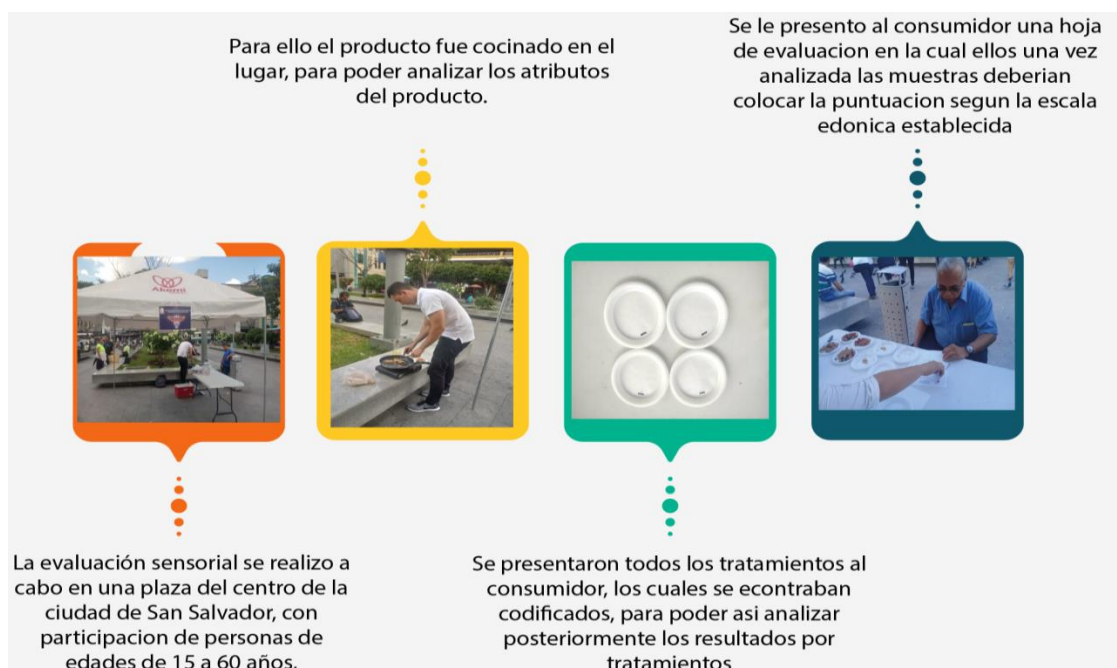 La evaluación sensorial se realizo a
cabo en una plaza del centro de la
ciudad de San Salvador, con
participacion de personas de
edades de 15 a 60 años.
Akemi
Para ello el producto fue cocinado en el
lugar, para poder analizar los atributos
del producto.
Se presentaron todos los tratamientos al
consumidor, los cuales se econtraban
codificados, para poder asi analizar
posteriormente los resultados por
tratamientos
Se le presento al consumidor una hoja
de evaluacion en la cual ellos una vez
analizada las muestras deberian
colocar la puntuacion segun la escala
edonica establecida